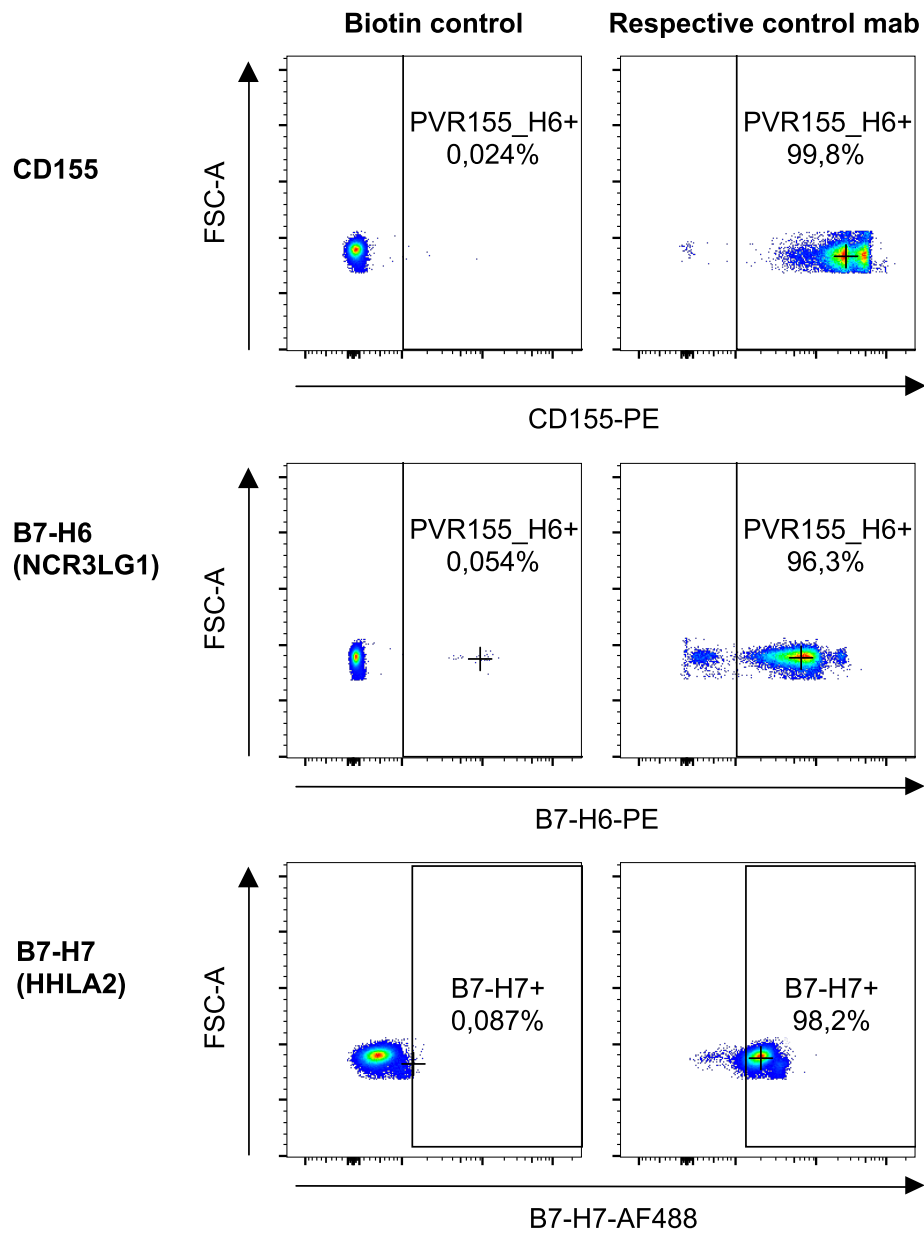 Biotin control
Respective control mab
CD155
FSC-A
PVR155_H6+
0,024%
PVR155_H6+
99,8%
CD155-PE
B7-H6
(NCR3LG1)
FSC-A
PVR155_H6+
0,054%
PVR155_H6+
96,3%
B7-H6-PE
B7-H7
(HHLA2)
FSC-A
B7-H7+
0,087%
B7-H7+
98,2%
B7-H7-AF488